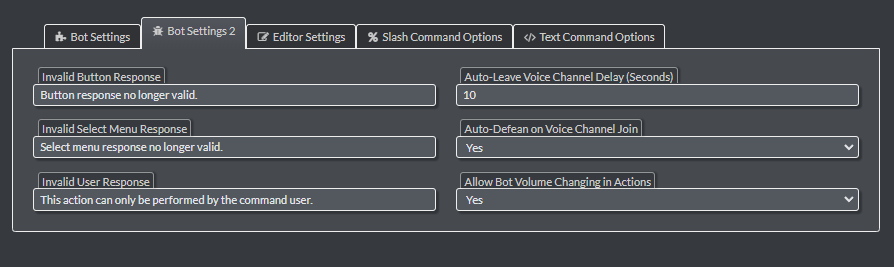 Bot Settings
Bot Settings 2
Editor Settings
Slash Command Options
Text Command Options
Invalid Button Response
Button response no longer valid.
Invalid Select Menu Response
Select menu response no longer valid.
Invalid User Response
This action can only be performed by the command user.
Auto-Leave Voice Channel Delay (Seconds)
10
Auto-Defean on Voice Channel Join
Yes
Allow Bot Volume Changing in Actions
Yes